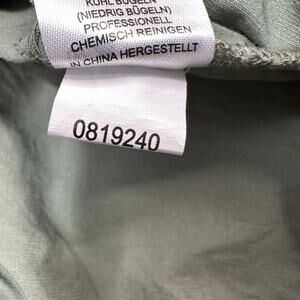 KÜHL BÜGELN
(NIEDRIG BÜGELN)
PROFESSIONELL
CHEMISCH REINIGEN
IN CHINA HERGESTELLT
0819240